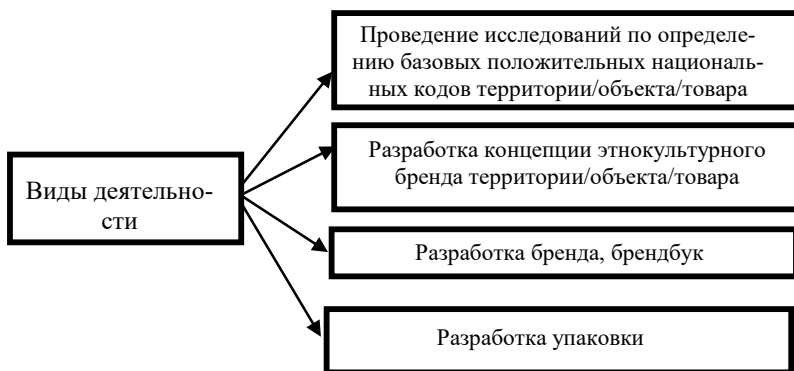 Проведение исследований по определе-
нию базовых положительных националь-
ных кодов территории/объекта/товара
Разработка концепции этнокультурного
бренда территории/объекта/товара
Виды деятельно-
сти
Разработка бренда, брендбук
Разработка упаковки